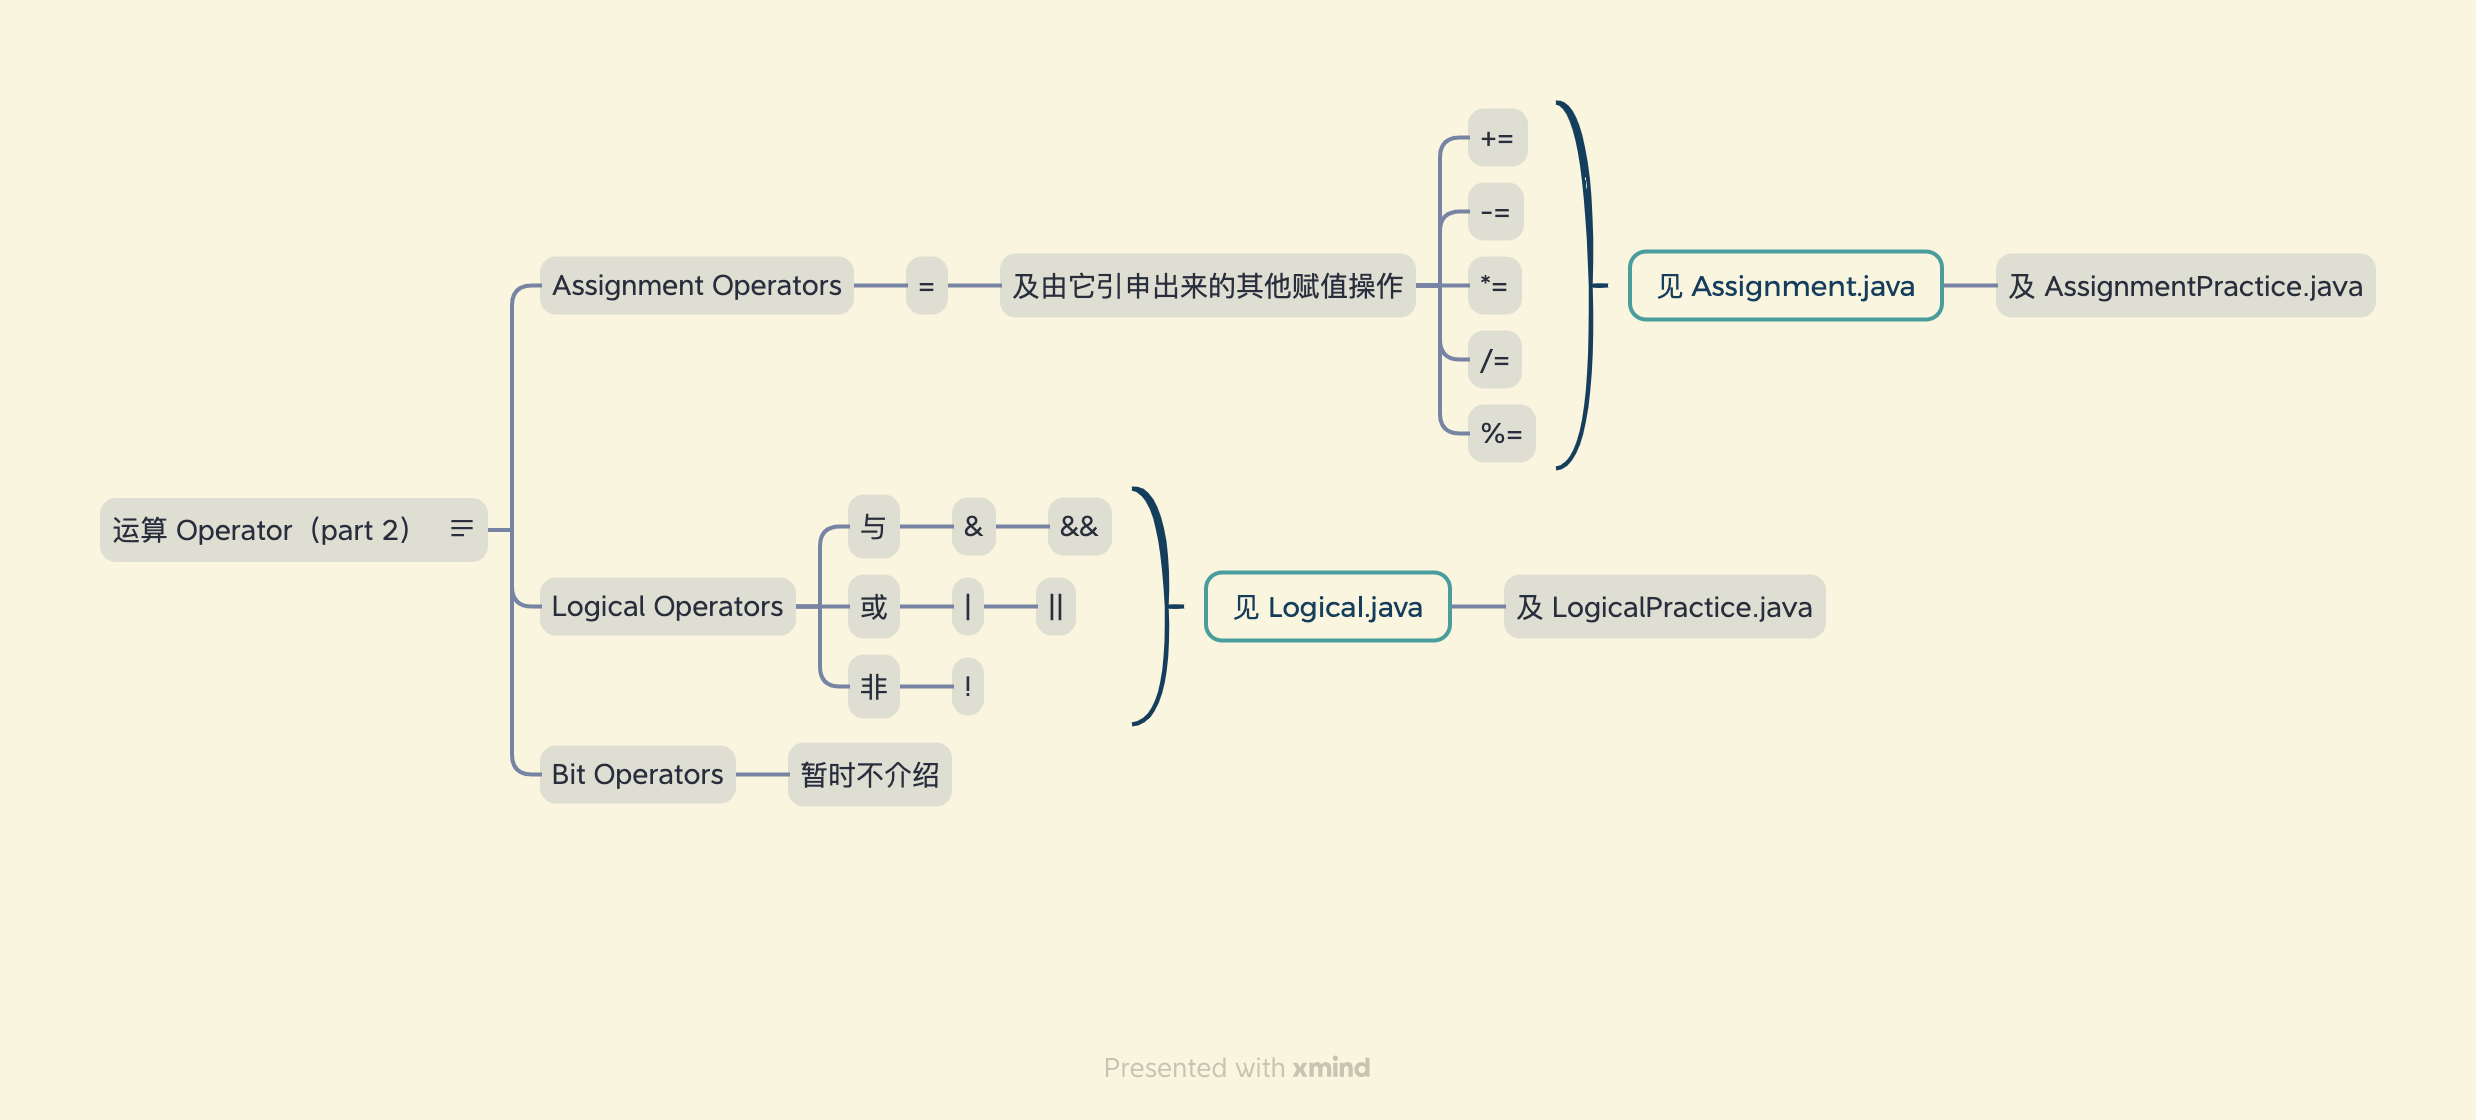 运算 Operator（part 2）
Assignment Operators
=
及由它引申出来的其他赋值操作
+=
-=
*=
/=
%=
见 Assignment.java
及 AssignmentPractice.java
Logical Operators
与
&
&&
或
|
||
非
!
见 Logical.java
及 LogicalPractice.java
Bit Operators
暂时不介绍
Presented with xmind